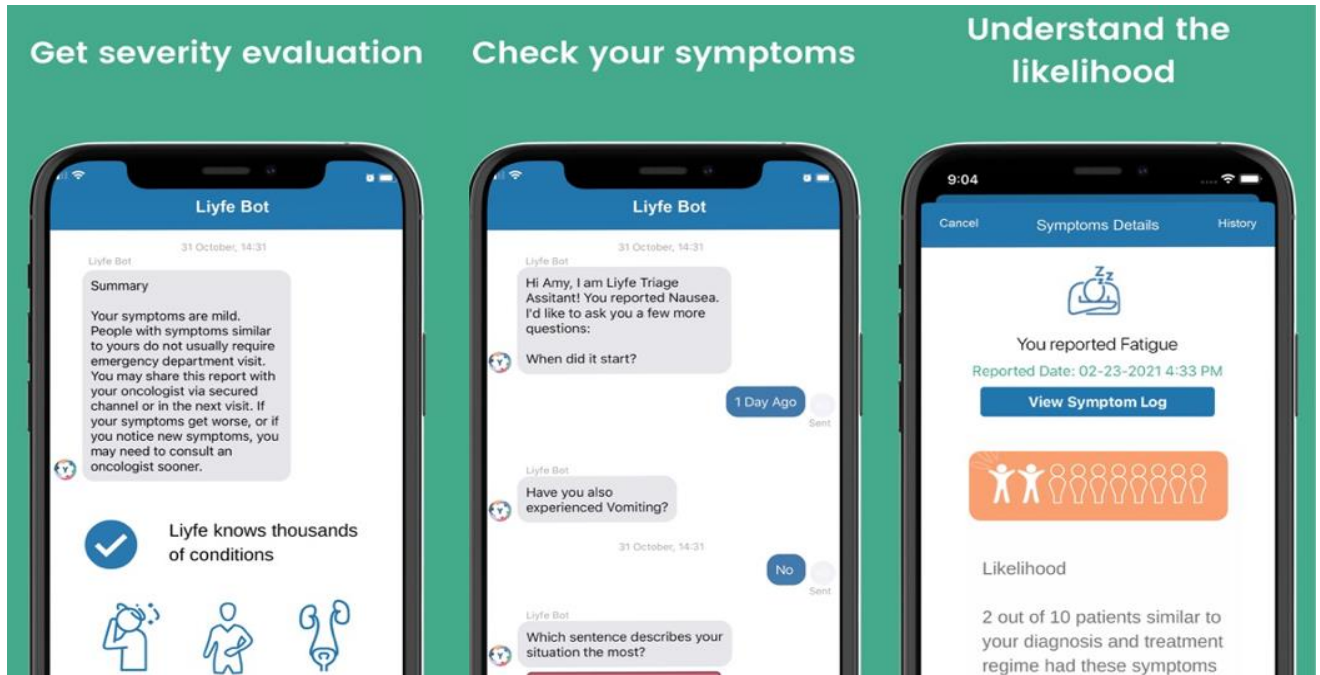 Get severity evaluation
Liyfe Bot
31 October, 14:31
Liyfe Bot
Summary
Your symptoms are mild.
People with symptoms similar
to yours do not usually require
emergency department visit.
You may share this report with
your oncologist via secured
channel or in the next visit. If
your symptoms get worse, or if
you notice new symptoms, you
may need to consult an
oncologist sooner.
Y
Liyfe knows thousands
of conditions
Check your symptoms
Liyfe Bot
31 October, 14:31
Liyfe Bot
Hi Amy, I am Liyfe Triage
Assitant! You reported Nausea.
I'd like to ask you a few more
questions:
When did it start?
Y
1 Day Ago
Sent
Liyfe Bot
Have you also
experienced Vomiting?
Y
31 October, 14:31
No
Sent
Liyfe Bot
Which sentence describes your
situation the most?
Y
Understand the
likelihood
9:04
Cancel
Symptoms Details
History
Z z z
You reported Fatigue
Reported Date: 02-23-2021 4:33 PM
View Symptom Log
Likelihood
2 out of 10 patients similar to
your diagnosis and treatment
regime had these symptoms